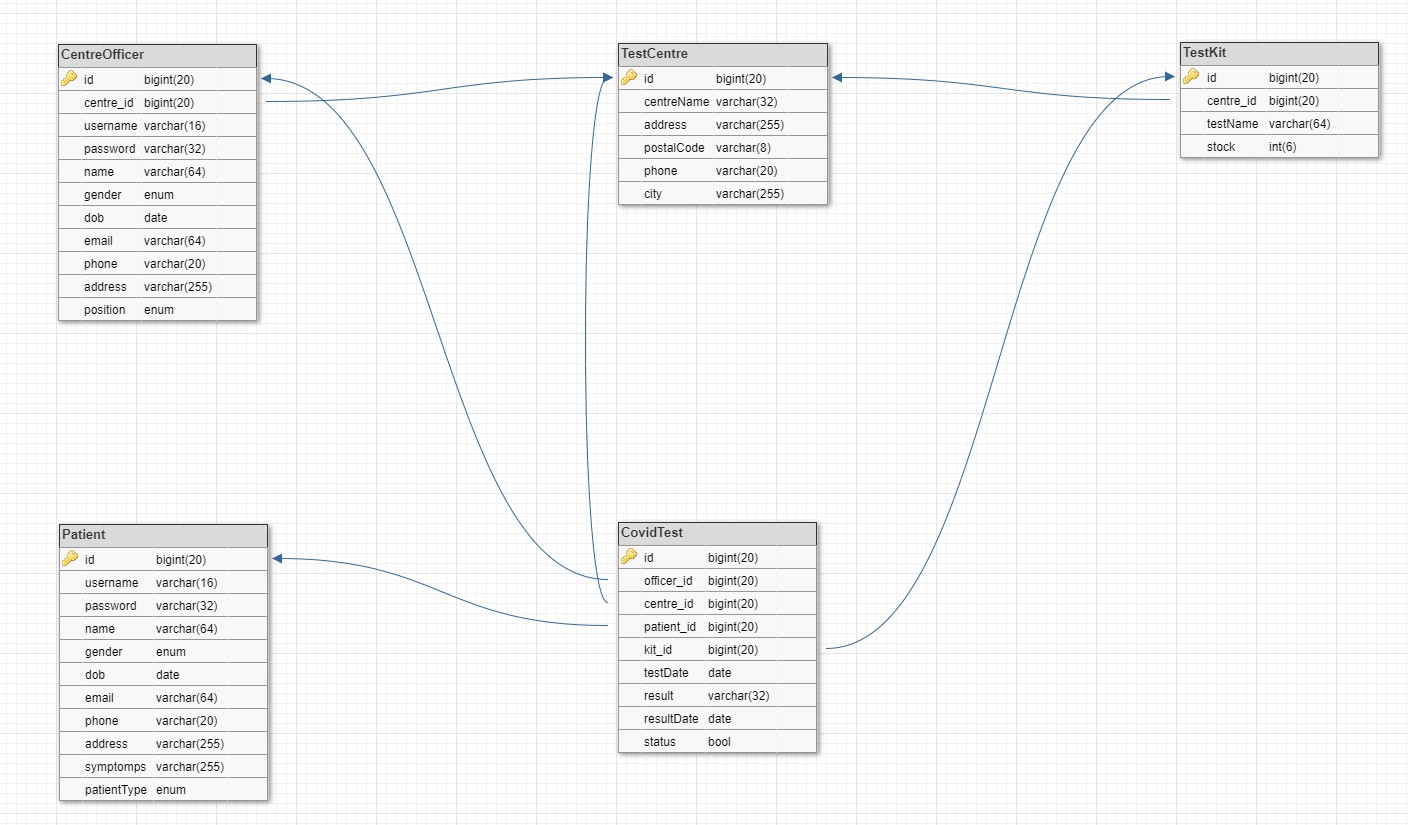 CentreOfficer
id bigint(20)
centre_id bigint(20)
username varchar(16)
password varchar(32)
name varchar(64)
gender enum
dob date
email varchar(64)
phone varchar(20)
address varchar(255)
position enum
TestCentre
id bigint(20)
centreName varchar(32)
address varchar(255)
postalCode varchar(8)
phone varchar(20)
city varchar(255)
TestKit
id bigint(20)
centre_id bigint(20)
testName varchar(64)
stock int(6)
Patient
id bigint(20)
username varchar(16)
password varchar(32)
name varchar(64)
gender enum
dob date
email varchar(64)
phone varchar(20)
address varchar(255)
symptomps varchar(255)
patientType enum
CovidTest
id bigint(20)
officer_id bigint(20)
centre_id bigint(20)
patient_id bigint(20)
kit_id bigint(20)
testDate date
result varchar(32)
resultDate date
status bool